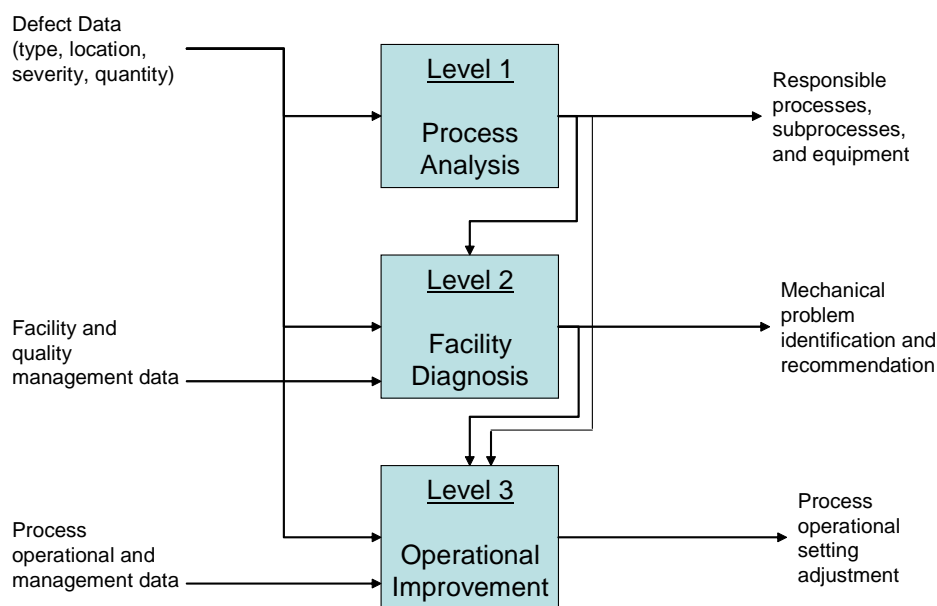 Defect Data
(type, location,
severity, quantity)
Level 1
Process
Analysis
Responsible
processes,
subprocesses,
and equipment
Level 2
Facility
Diagnosis
Facility and
quality
management data
Mechanical
problem
identification and
recommendation
Level 3
Operational
Improvement
Process
operational and
management data
Process
operational
setting
adjustment